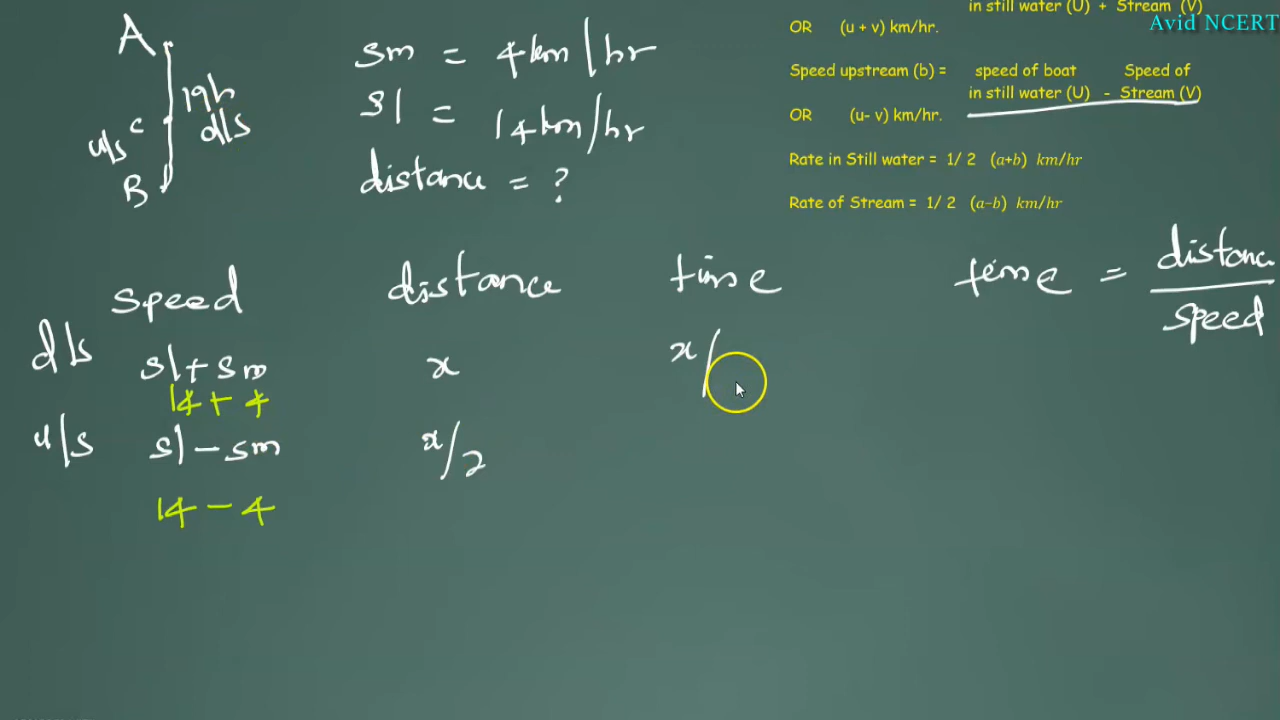 in still water (U) + Stream (V)
Avid NCERT
OR (u + v) km/hr.
Speed upstream (b) = speed of boat Speed of
in still water (U) - Stream (V)
OR (u- v) km/hr.
Rate in Still water = 1/ 2 (a+b) km/hr
Rate of Stream = 1/ 2 (a-b) km/hr
A
19h
u/s C d/s
B
sm = 4km/hr
sl = 14km/hr
distance = ?
speed distance time
time = distance
speed
d/s sl+sm x x/
14+4
u/s sl-sm x/2
14-4